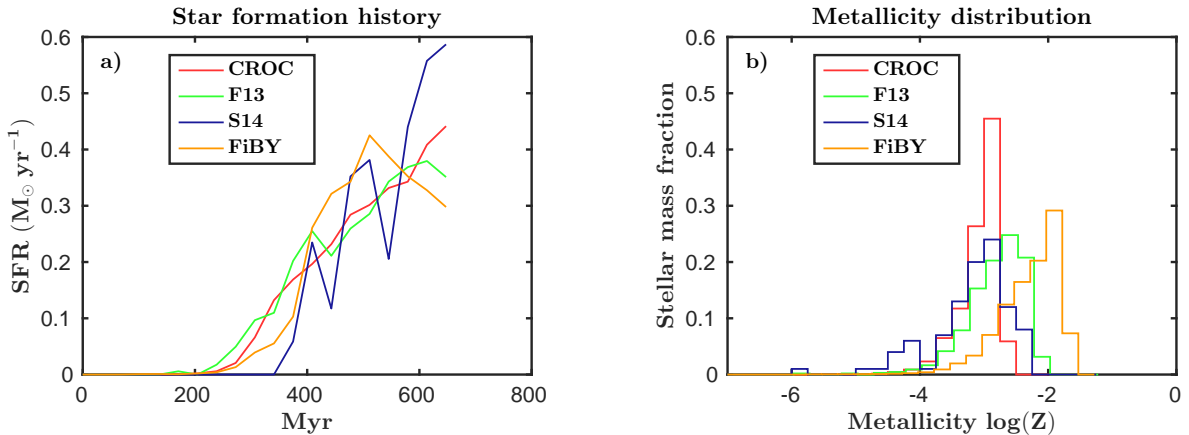 Star formation history
a)
CROC
F13
S14
FiBY
SFR (M⊙ yr⁻¹)
0.6
0.5
0.4
0.3
0.2
0.1
0
0 200 400 600 800
Myr
Metallicity distribution
b)
CROC
F13
S14
FiBY
Stellar mass fraction
0.6
0.5
0.4
0.3
0.2
0.1
0
-6 -4 -2 0
Metallicity log(Z)